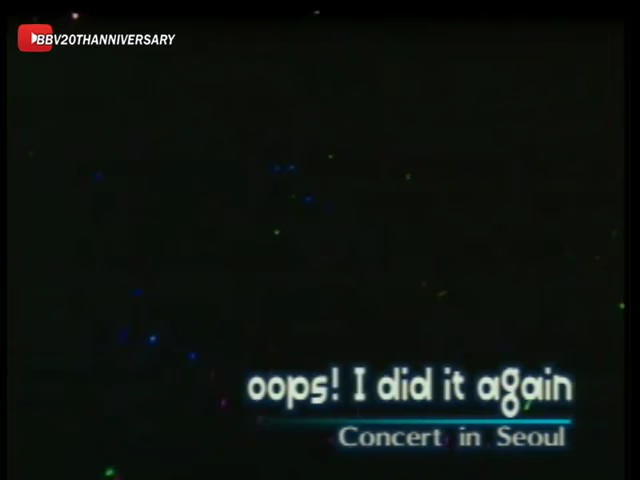 BBV20THANNIVERSARY
oops! I did it again
Concert in Seoul